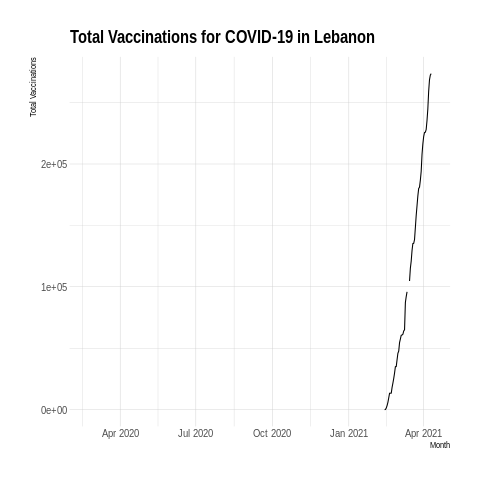 Total Vaccinations for COVID-19 in Lebanon
Total Vaccinations
2e+05
1e+05
0e+00
Apr 2020 Jul 2020 Oct 2020 Jan 2021 Apr 2021
Month